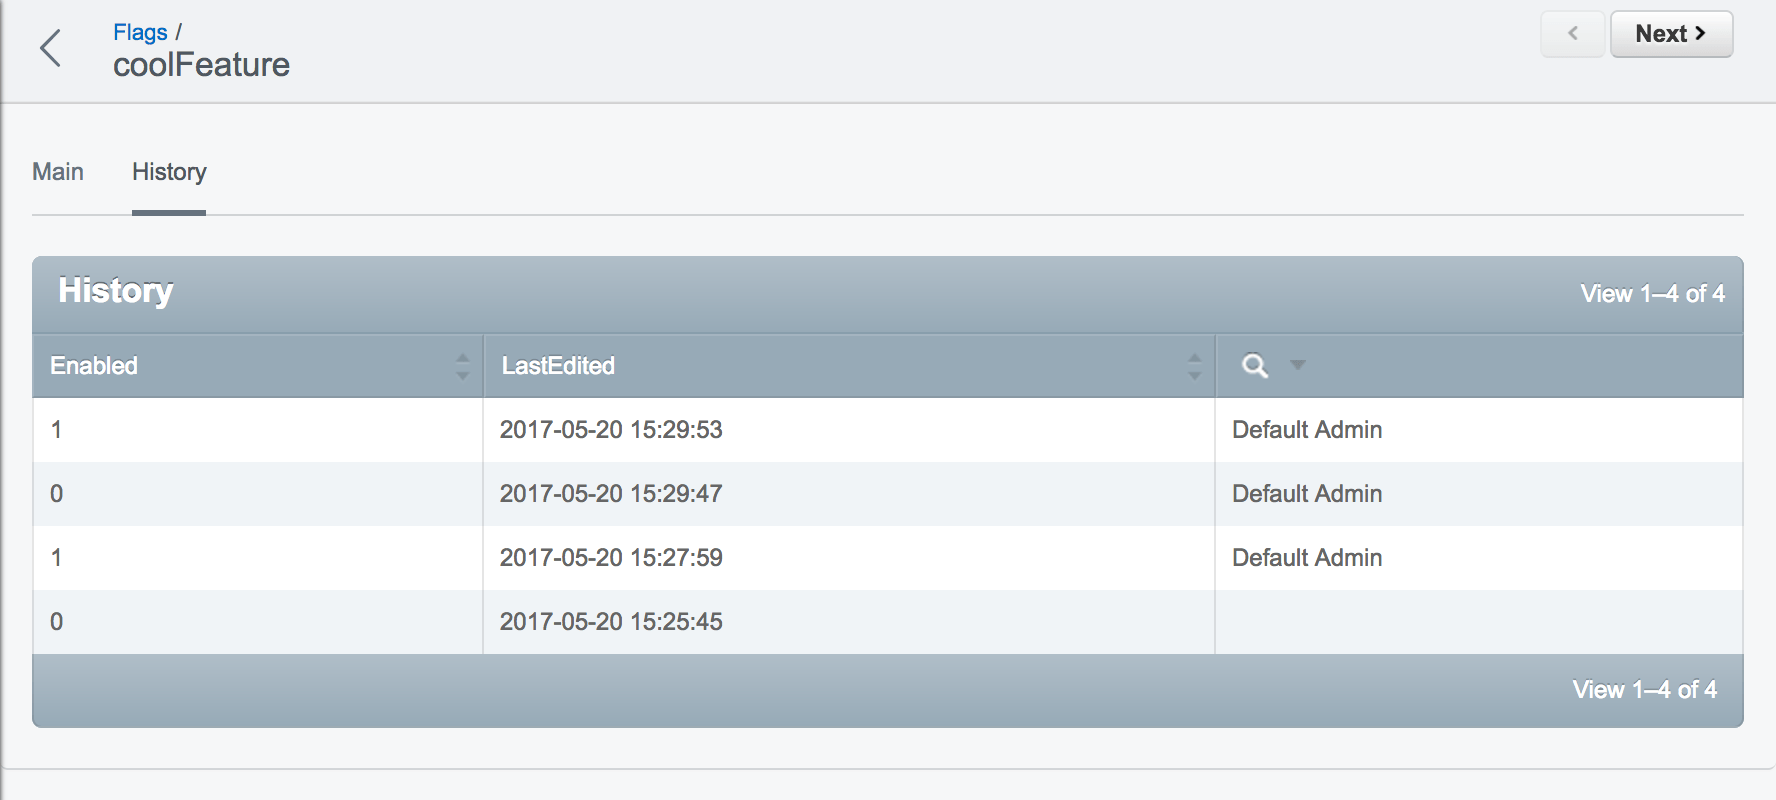 Flags /
coolFeature
Next
Main History
History View 1–4 of 4
Enabled LastEdited
1 2017-05-20 15:29:53 Default Admin
0 2017-05-20 15:29:47 Default Admin
1 2017-05-20 15:27:59 Default Admin
0 2017-05-20 15:25:45
View 1–4 of 4